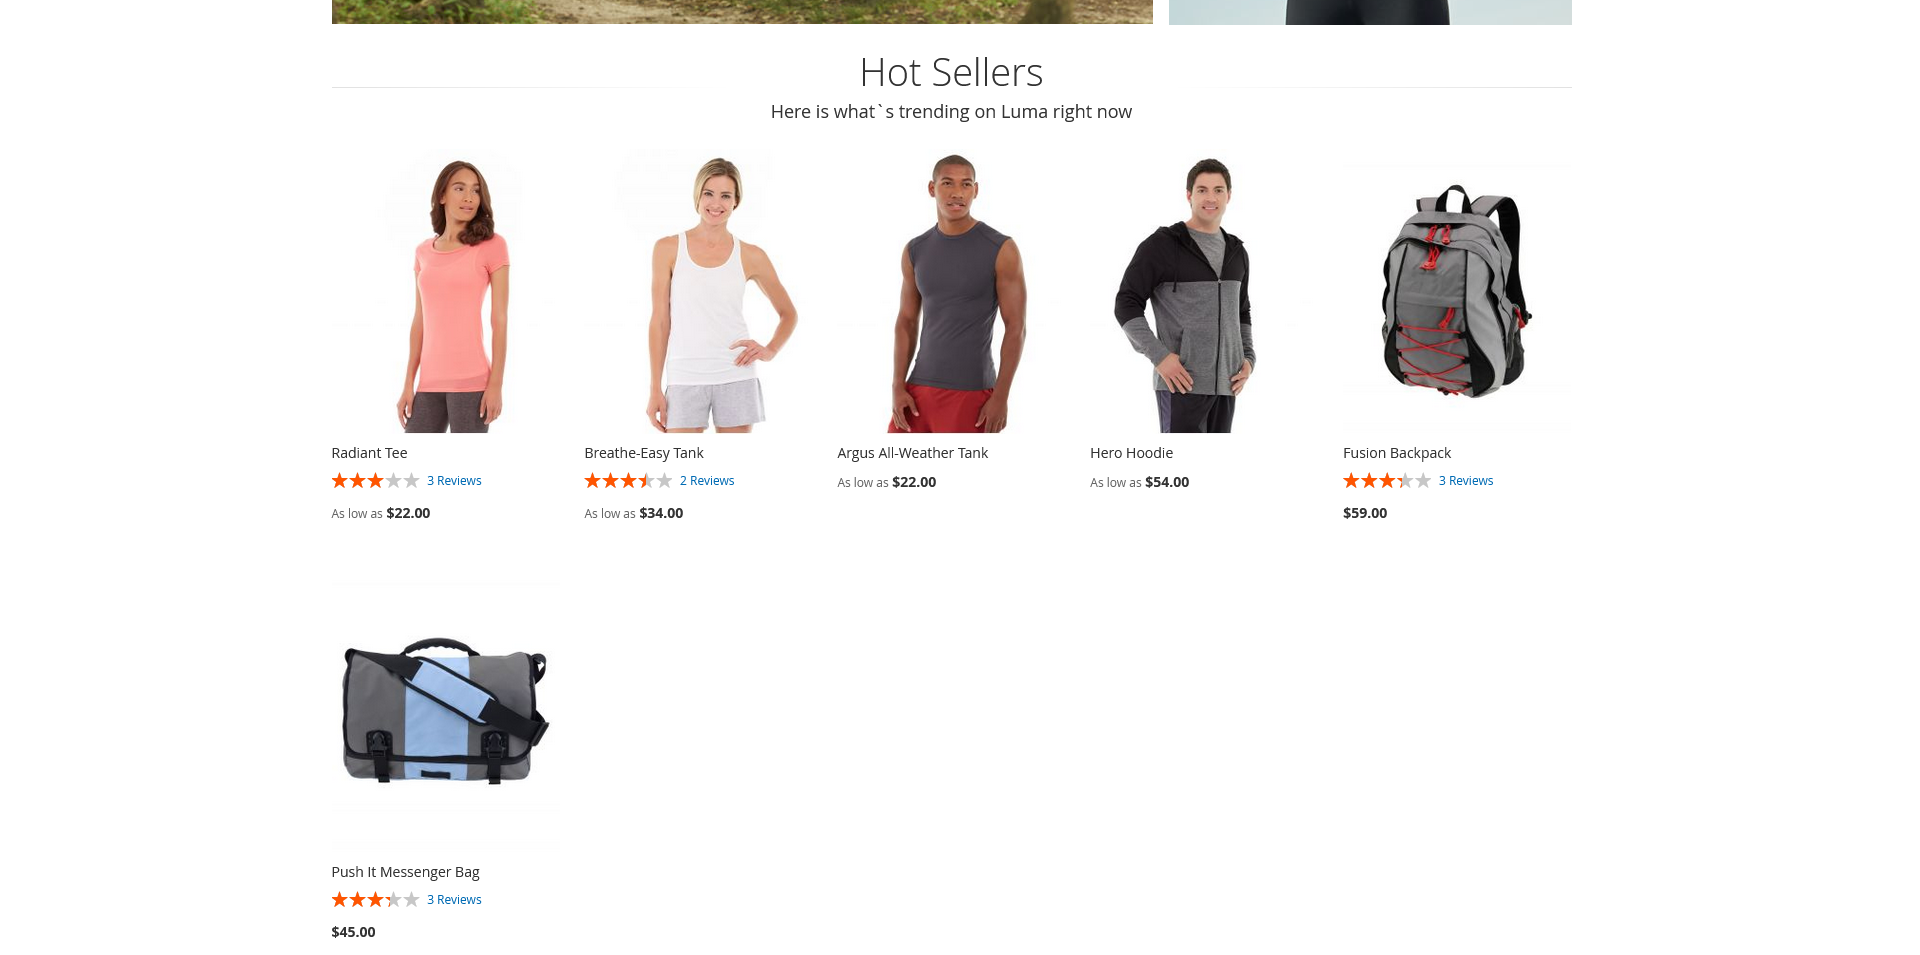 Hot Sellers
Here is what`s trending on Luma right now
Radiant Tee
3 Reviews
As low as $22.00
Breathe-Easy Tank
2 Reviews
As low as $34.00
Argus All-Weather Tank
As low as $22.00
Hero Hoodie
As low as $54.00
Fusion Backpack
3 Reviews
$59.00
Push It Messenger Bag
3 Reviews
$45.00